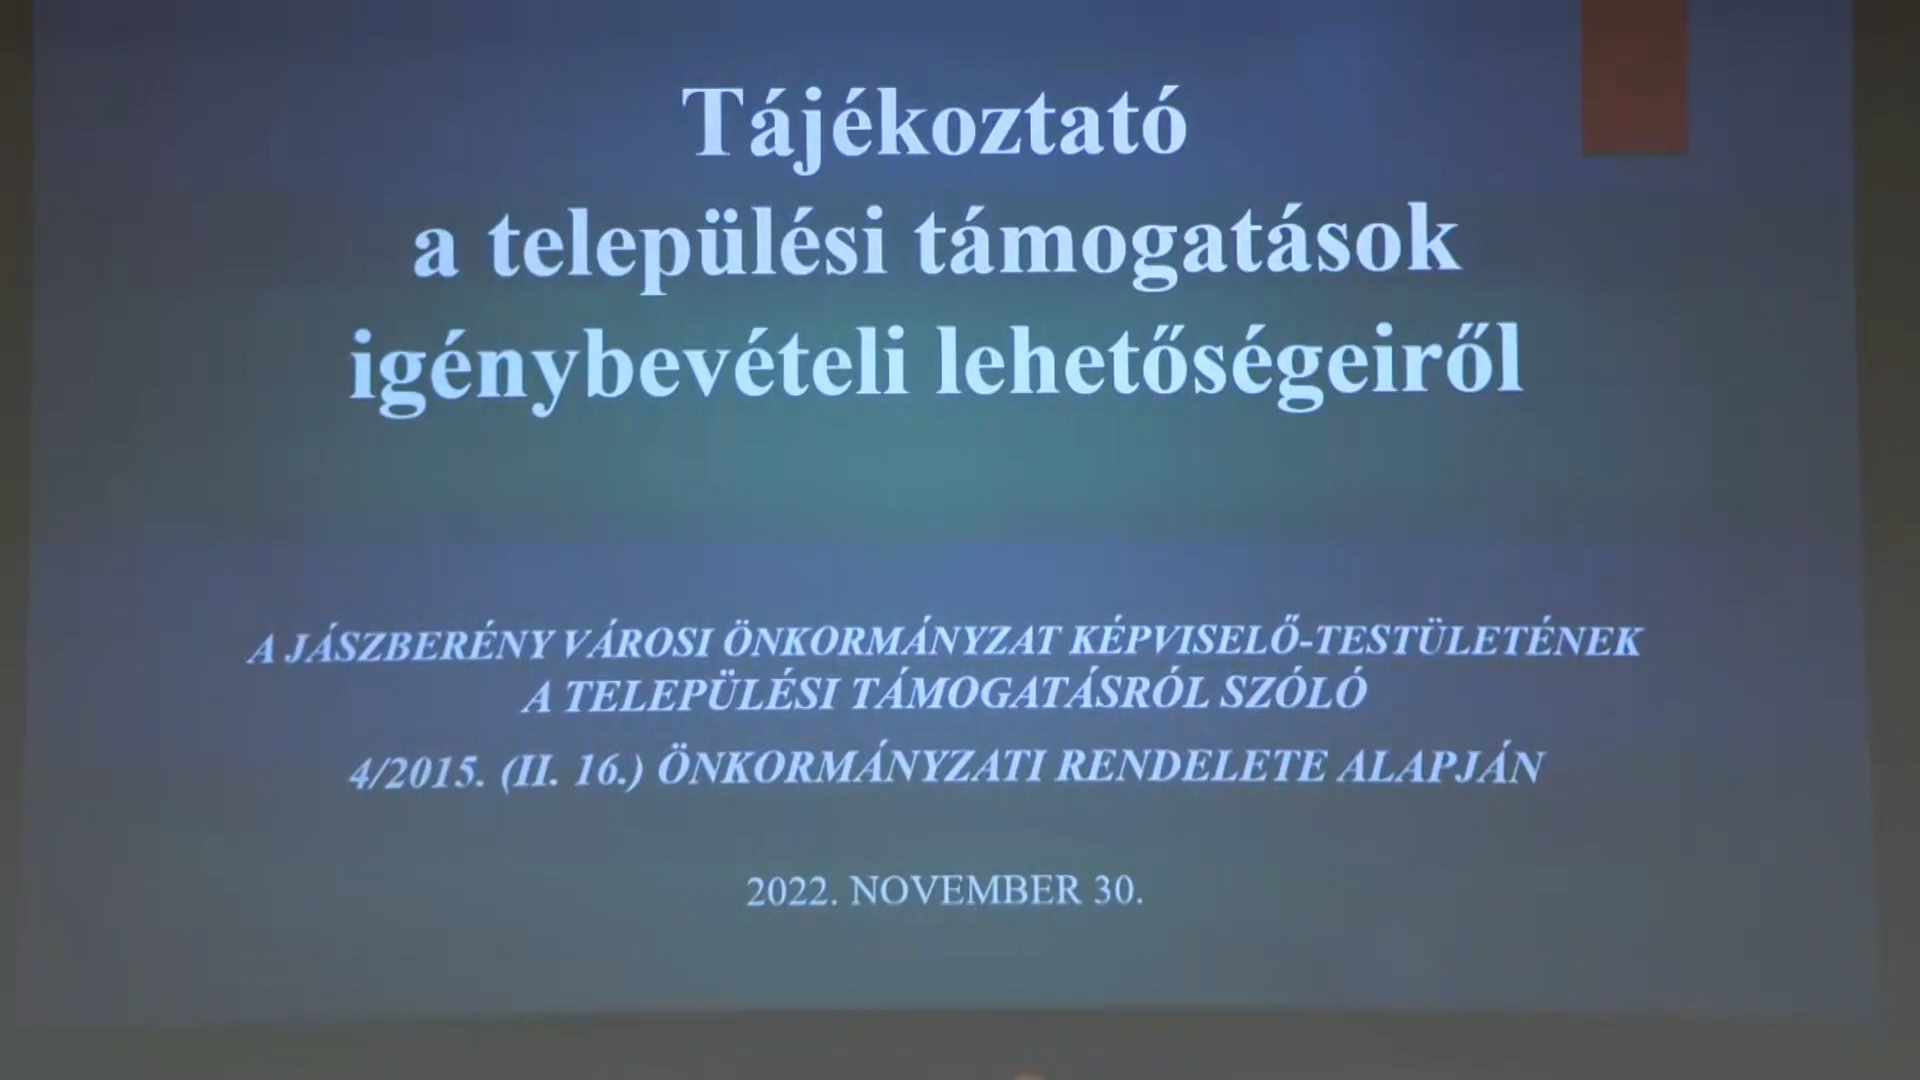 Tájékoztató
a települési támogatások
igénybevételi lehetőségeiről
A JÁSZBERÉNY VÁROSI ÖNKORMÁNYZAT KÉPVISELŐ-TESTÜLETÉNEK
A TELEPÜLÉSI TÁMOGATÁSRÓL SZÓLÓ
4/2015. (II. 16.) ÖNKORMÁNYZATI RENDELETE ALAPJÁN
2022. NOVEMBER 30.